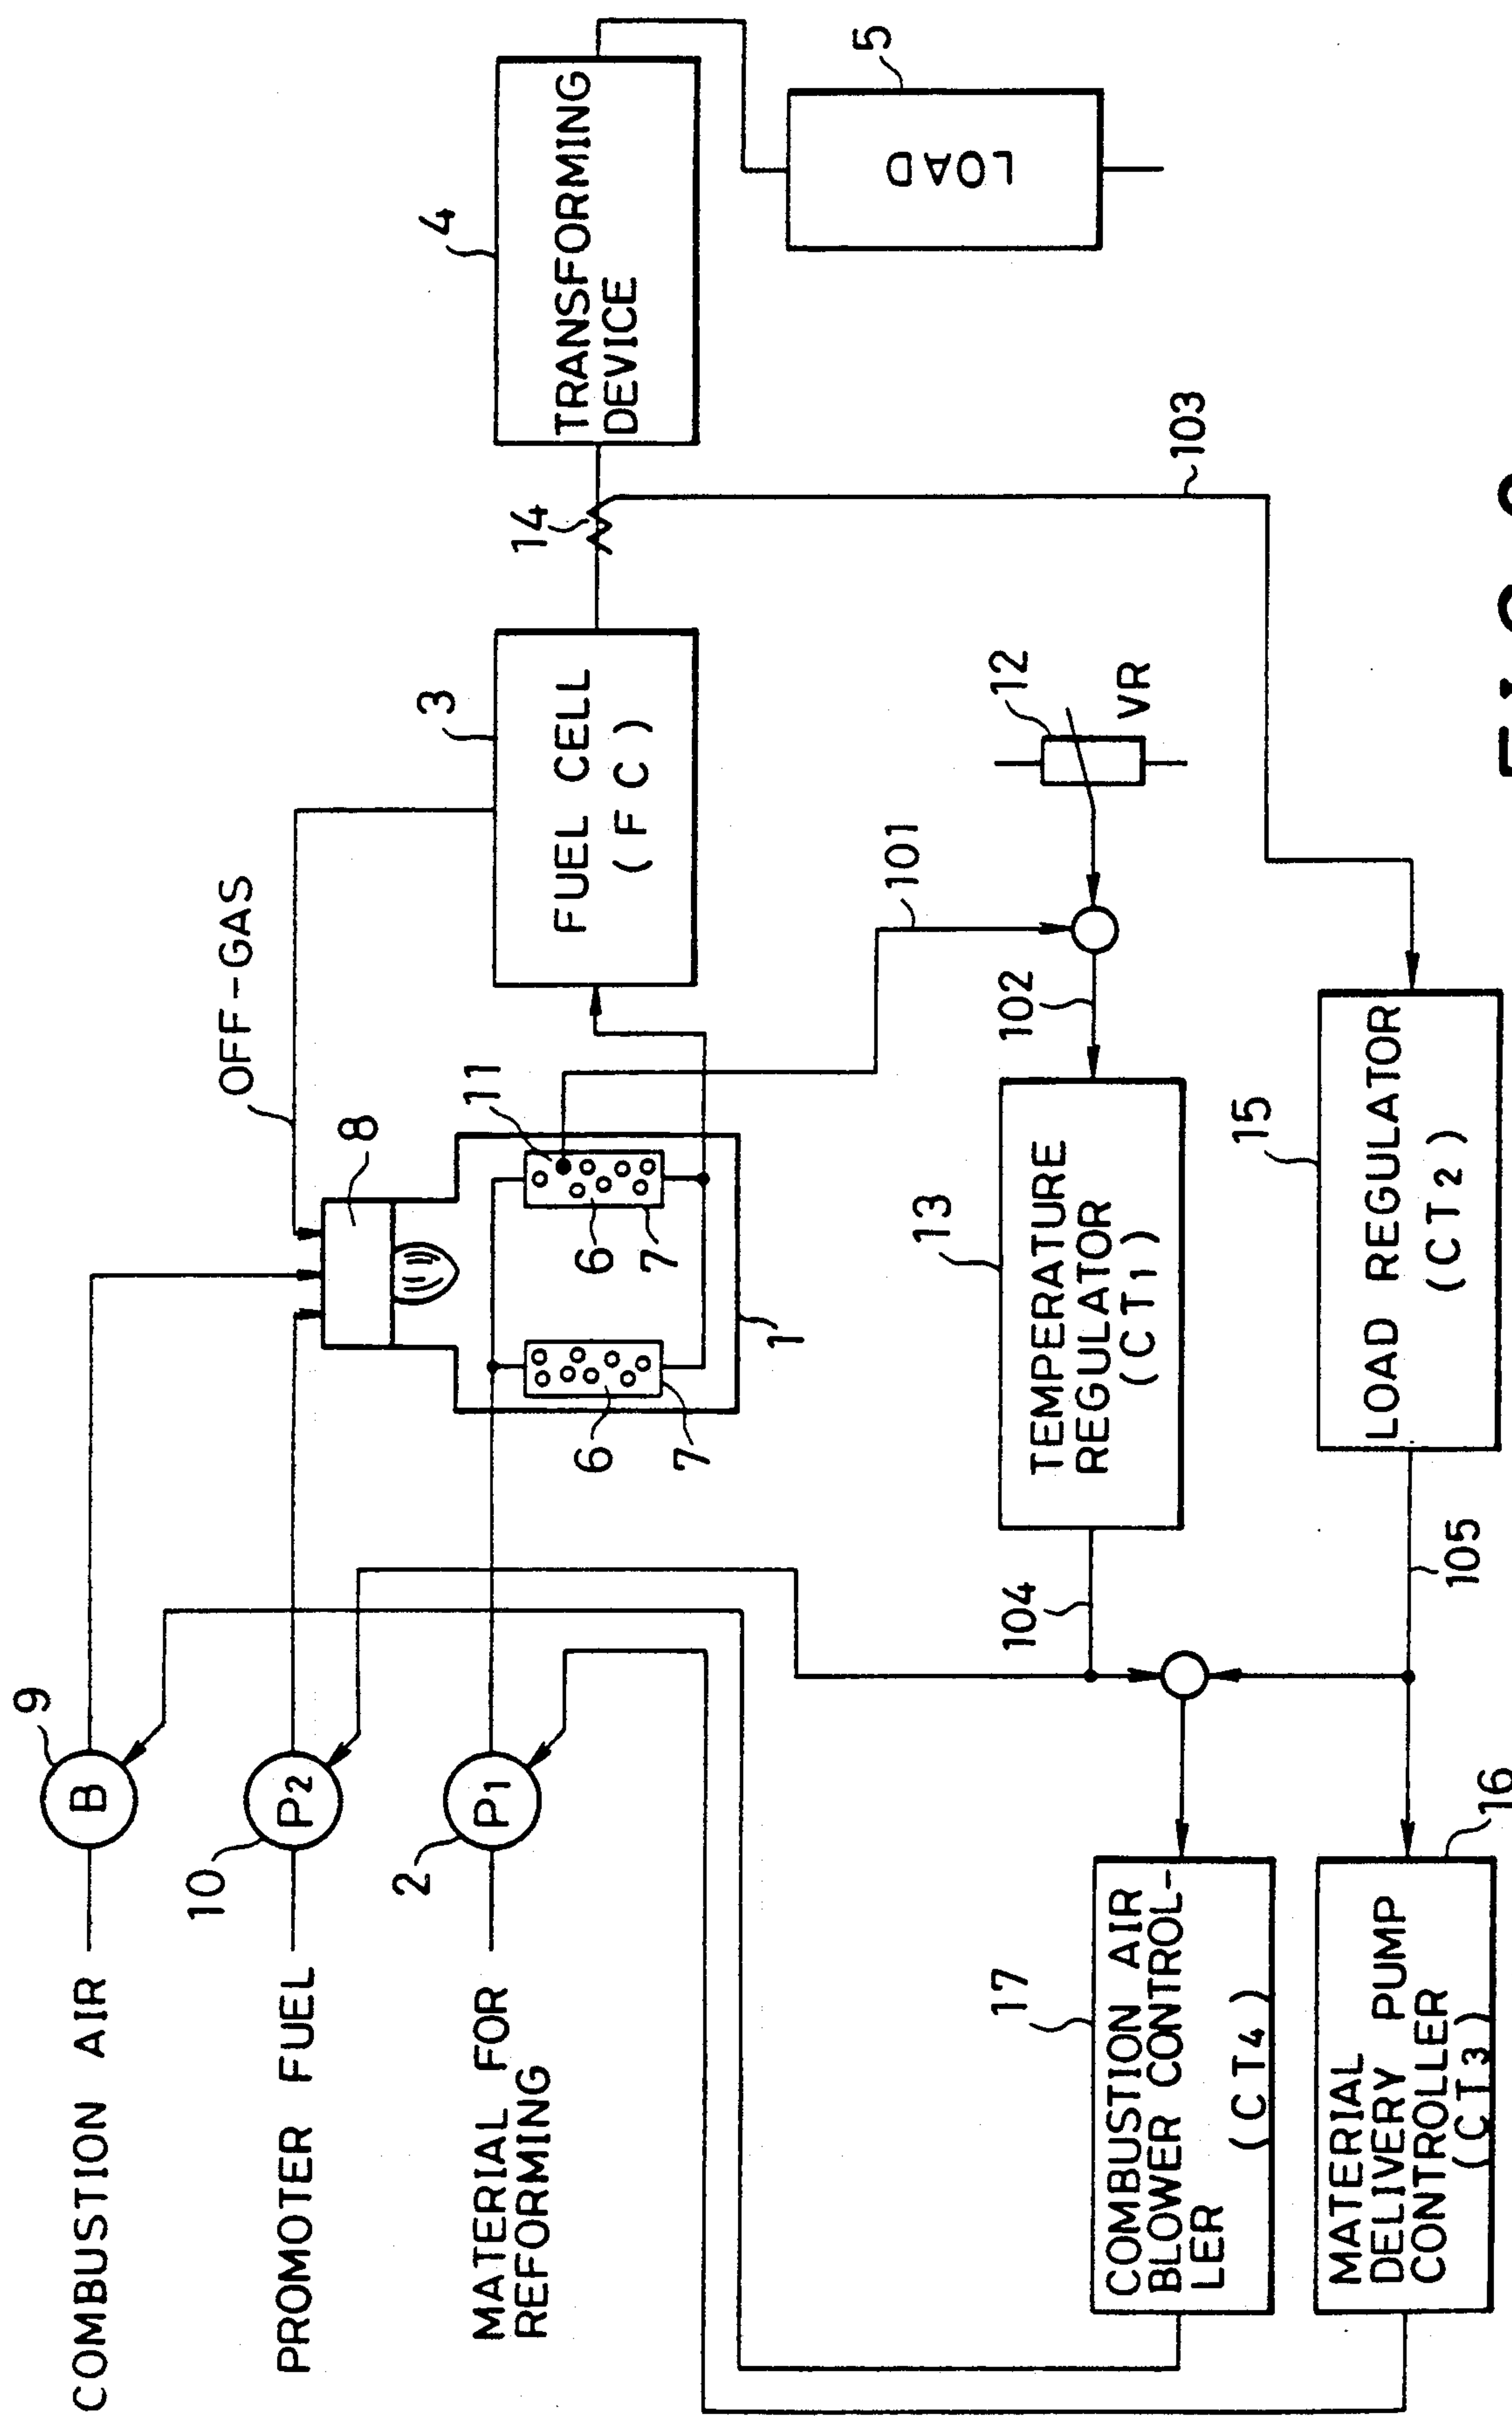 COMBUSTION AIR
9
B
PROMOTER FUEL
10
P2
MATERIAL FOR
REFORMING
2
P1
OFF-GAS
8
11
6
7
6
7
1
3
FUEL CELL
(FC)
14
4
TRANSFORMING
DEVICE
5
LOAD
101
102
12
VR
103
13
TEMPERATURE
REGULATOR
(CT1)
104
15
LOAD REGULATOR
(CT2)
105
17
COMBUSTION AIR
BLOWER CONTROL-
LER
(CT4)
16
MATERIAL
DELIVERY PUMP
CONTROLLER
(CT3)